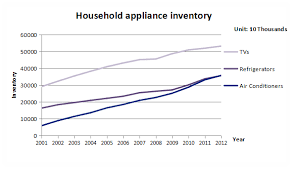 Household appliance inventory
Unit: 10 Thousands
60000
50000
40000
30000
20000
10000
0
Inventory
TVs
Refrigerators
Air Conditioners
2001 2002 2003 2004 2005 2006 2007 2008 2009 2010 2011 2012
Year